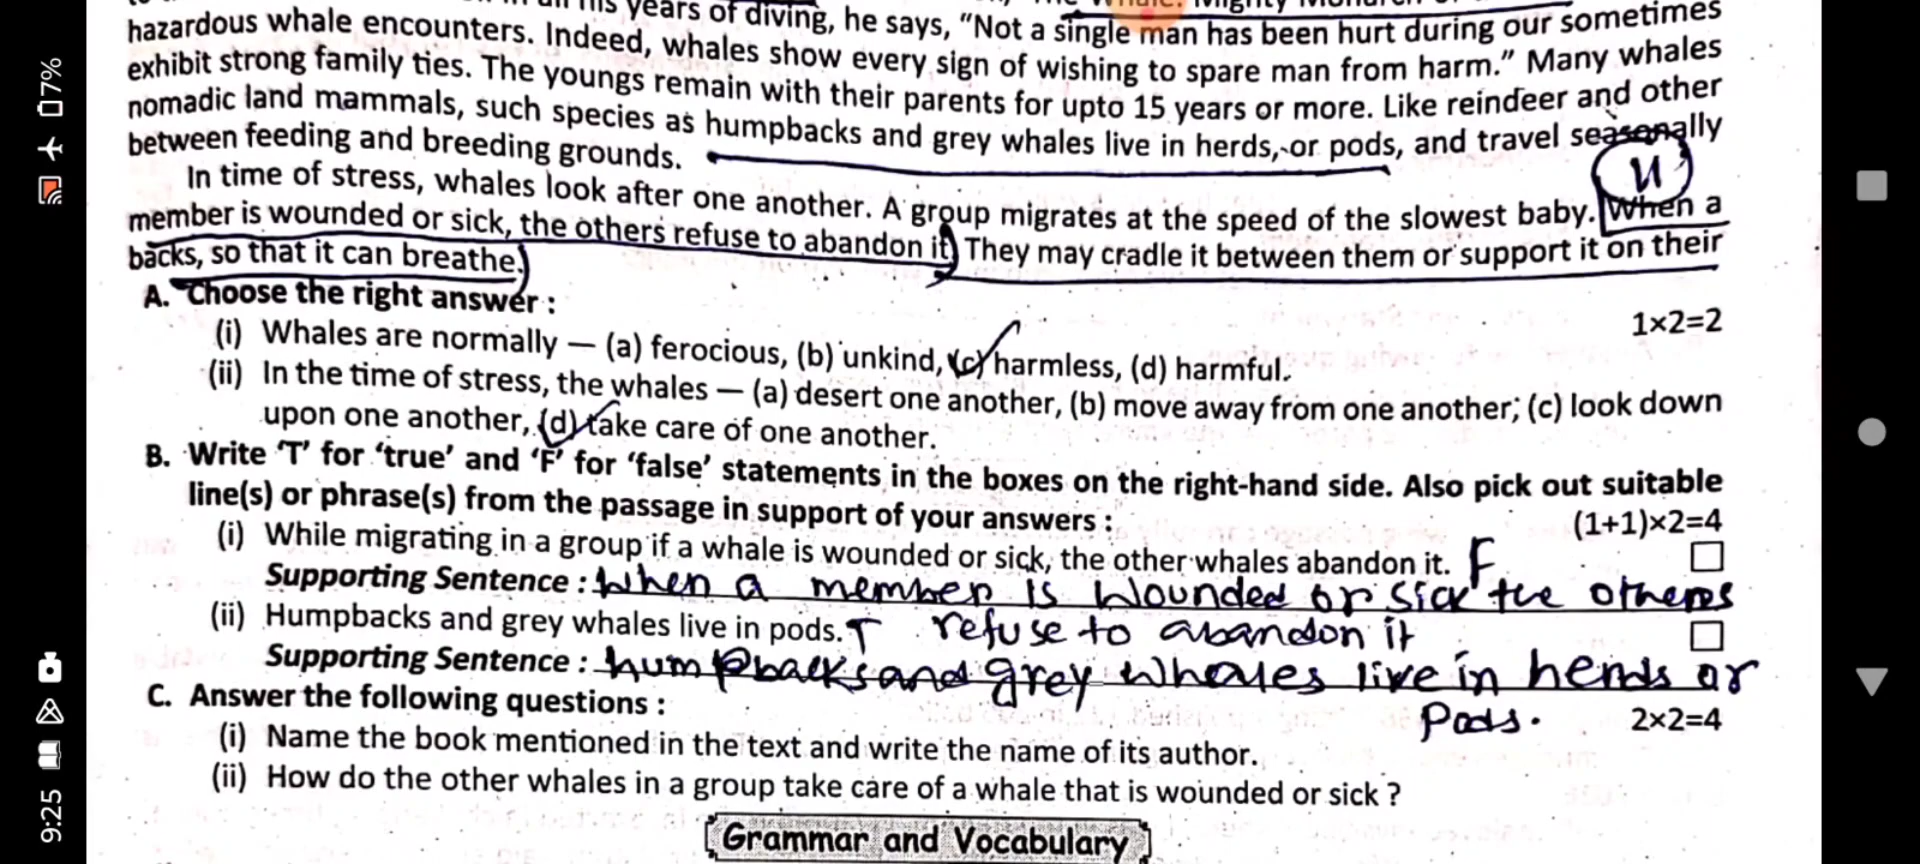 years of diving, he says, “Not a single man has been hurt during our sometimes
hazardous whale encounters. Indeed, whales show every sign of wishing to spare man from harm.” Many whales
exhibit strong family ties. The youngs remain with their parents for upto 15 years or more. Like reindeer and other
nomadic land mammals, such species as humpbacks and grey whales live in herds, or pods, and travel seasonally
between feeding and breeding grounds.
In time of stress, whales look after one another. A group migrates at the speed of the slowest baby. When a
member is wounded or sick, the others refuse to abandon it. They may cradle it between them or support it on their
backs, so that it can breathe.
A. Choose the right answer :
1×2=2
(i) Whales are normally — (a) ferocious, (b) unkind, (c) harmless, (d) harmful.
(ii) In the time of stress, the whales — (a) desert one another, (b) move away from one another; (c) look down
upon one another, (d) take care of one another.
B. Write ‘T’ for ‘true’ and ‘F’ for ‘false’ statements in the boxes on the right-hand side. Also pick out suitable
line(s) or phrase(s) from the passage in support of your answers :
(1+1)×2=4
(i) While migrating in a group if a whale is wounded or sick, the other whales abandon it. F
Supporting Sentence : When a member is wounded or sick the others
refuse to abandon it
(ii) Humpbacks and grey whales live in pods. T
Supporting Sentence : humpbacks and grey whales live in herds or
Pods.
C. Answer the following questions :
2×2=4
(i) Name the book mentioned in the text and write the name of its author.
(ii) How do the other whales in a group take care of a whale that is wounded or sick ?
Grammar and Vocabulary
7%
9:25